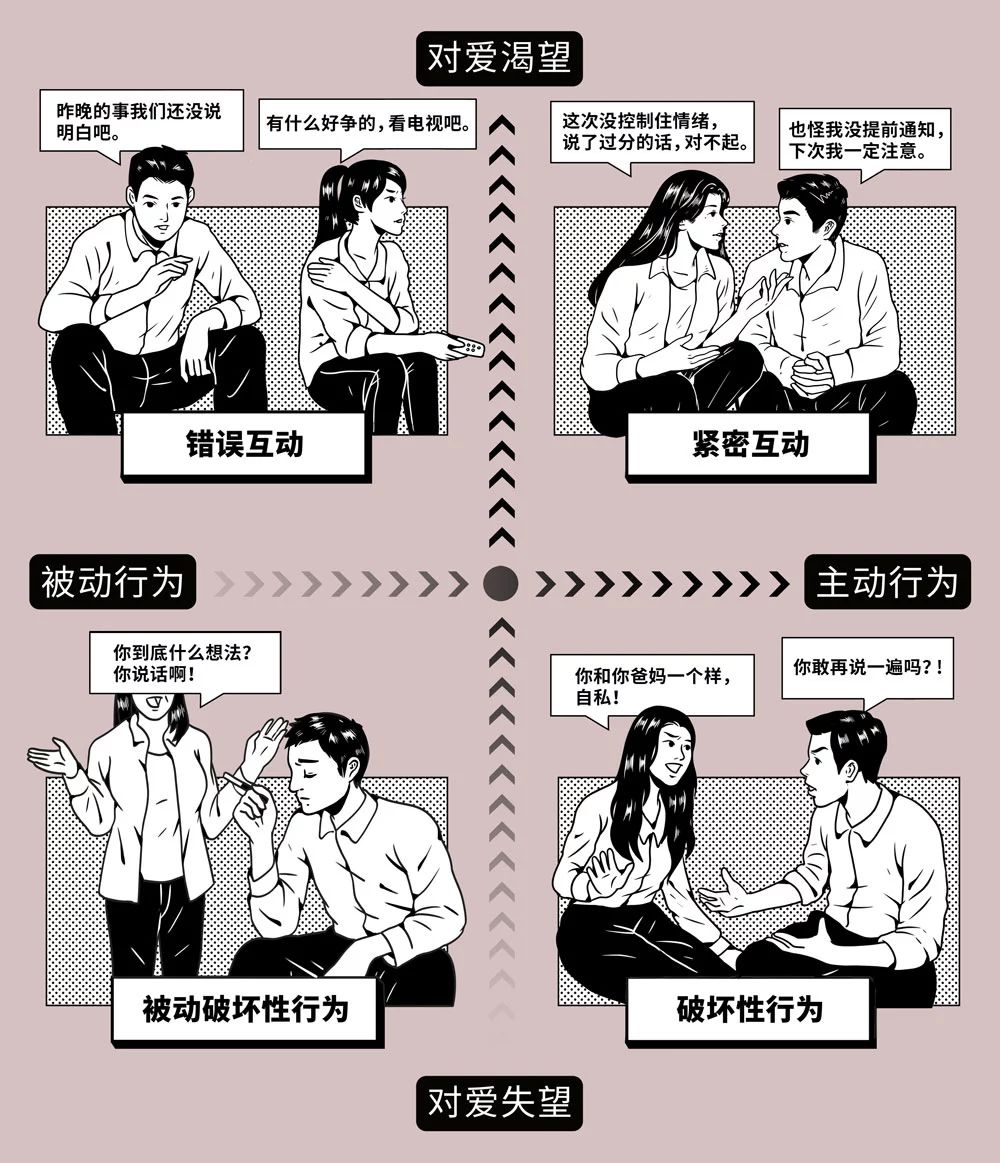 对爱渴望
昨晚的事我们还没说
明白吧。
有什么好争的，看电视吧。
这次没控制住情绪，
说了过分的话，对不起。
也怪我没提前通知，
下次我一定注意。
错误互动
紧密互动
被动行为
主动行为
你到底什么想法？
你说话啊！
你和你爸妈一个样，
自私！
你敢再说一遍吗？！
被动破坏性行为
破坏性行为
对爱失望